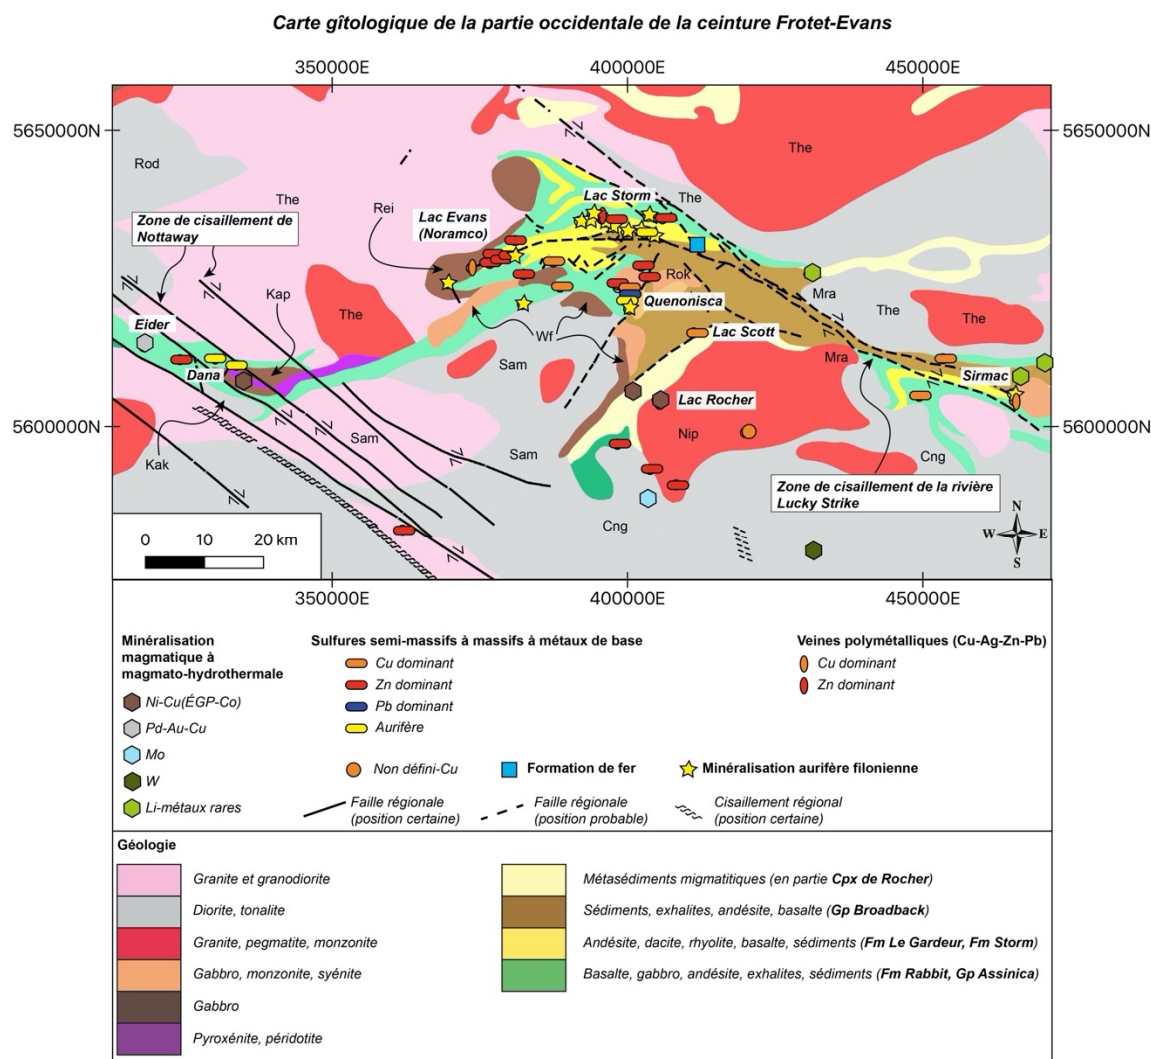 Carte gîtologique de la partie occidentale de la ceinture Frotet-Evans
350000E
400000E
450000E
5650000N
5650000N
The
Rod
The
Lac Storm
The
Rei
Lac Evans
(Noramco)
Zone de cisaillement de
Nottaway
Rok
Mra
Kap
The
Quenonisca
The
The
Eider
Wf
Lac Scott
Mra
Dana
Sam
Sirmac
Lac Rocher
5600000N
5600000N
Sam
Nip
Sam
Kak
Cng
Zone de cisaillement de la rivière
Lucky Strike
Cng
N
W
E
S
0
10
20 km
350000E
400000E
450000E
Minéralisation
magmatique à
magmato-hydrothermale
Ni-Cu(ÉGP-Co)
Pd-Au-Cu
Mo
W
Li-métaux rares
Sulfures semi-massifs à massifs à métaux de base
Cu dominant
Zn dominant
Pb dominant
Aurifère
Veines polymétalliques (Cu-Ag-Zn-Pb)
Cu dominant
Zn dominant
Non défini-Cu
Formation de fer
Minéralisation aurifère filonienne
Faille régionale
(position certaine)
Faille régionale
(position probable)
Cisaillement régional
(position certaine)
Géologie
Granite et granodiorite
Diorite, tonalite
Granite, pegmatite, monzonite
Gabbro, monzonite, syénite
Gabbro
Pyroxénite, péridotite
Métasédiments migmatitiques (en partie Cpx de Rocher)
Sédiments, exhalites, andésite, basalte (Gp Broadback)
Andésite, dacite, rhyolite, basalte, sédiments (Fm Le Gardeur, Fm Storm)
Basalte, gabbro, andésite, exhalites, sédiments (Fm Rabbit, Gp Assinica)